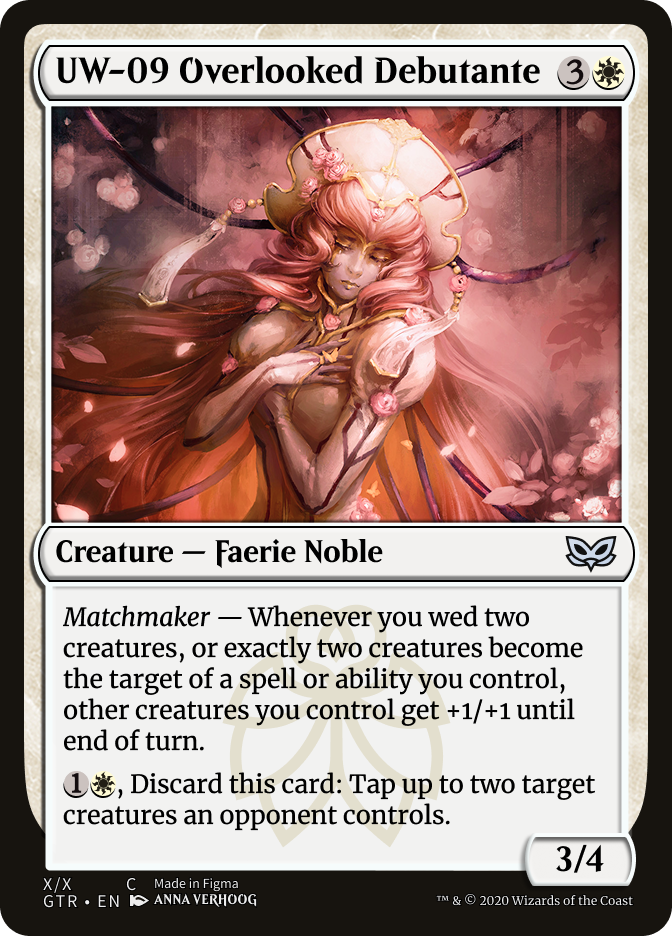 UW-09 Overlooked Debutante 3
Creature — Faerie Noble
Matchmaker — Whenever you wed two
creatures, or exactly two creatures become
the target of a spell or ability you control,
other creatures you control get +1/+1 until
end of turn.
1, Discard this card: Tap up to two target
creatures an opponent controls.
3/4
X/X C Made in Figma
GTR • EN ANNA VERHOOG
™ & © 2020 Wizards of the Coast